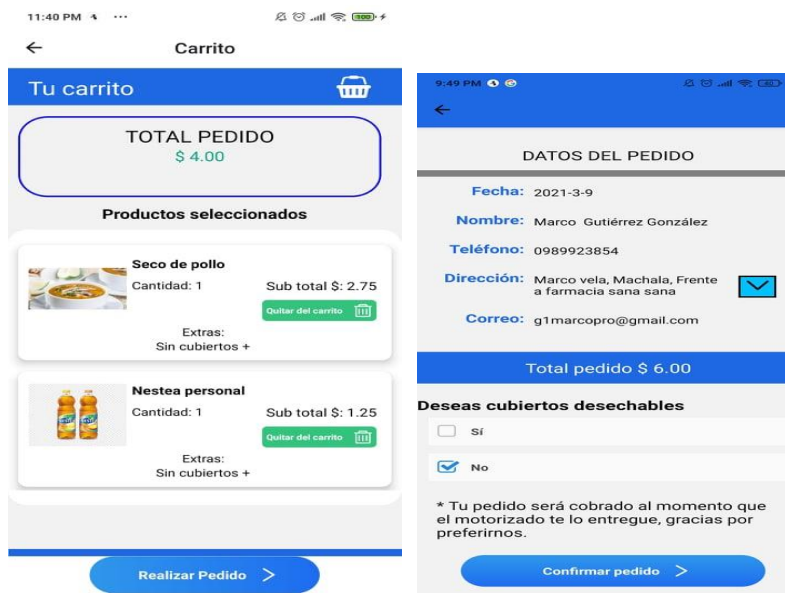 11:40 PM
Carrito
Tu carrito
TOTAL PEDIDO
$ 4.00
Productos seleccionados
Seco de pollo
Cantidad: 1 Sub total $: 2.75
Quitar del carrito
Extras:
Sin cubiertos +
Nestea personal
Cantidad: 1 Sub total $: 1.25
Quitar del carrito
Extras:
Sin cubiertos +
Realizar Pedido
9:49 PM
DATOS DEL PEDIDO
Fecha: 2021-3-9
Nombre: Marco Gutiérrez González
Teléfono: 0989923854
Dirección: Marco vela, Machala, Frente
a farmacia sana sana
Correo: g1marcopro@gmail.com
Total pedido $ 6.00
Deseas cubiertos desechables
Sí
No
* Tu pedido será cobrado al momento que
el motorizado te lo entregue, gracias por
preferirnos.
Confirmar pedido